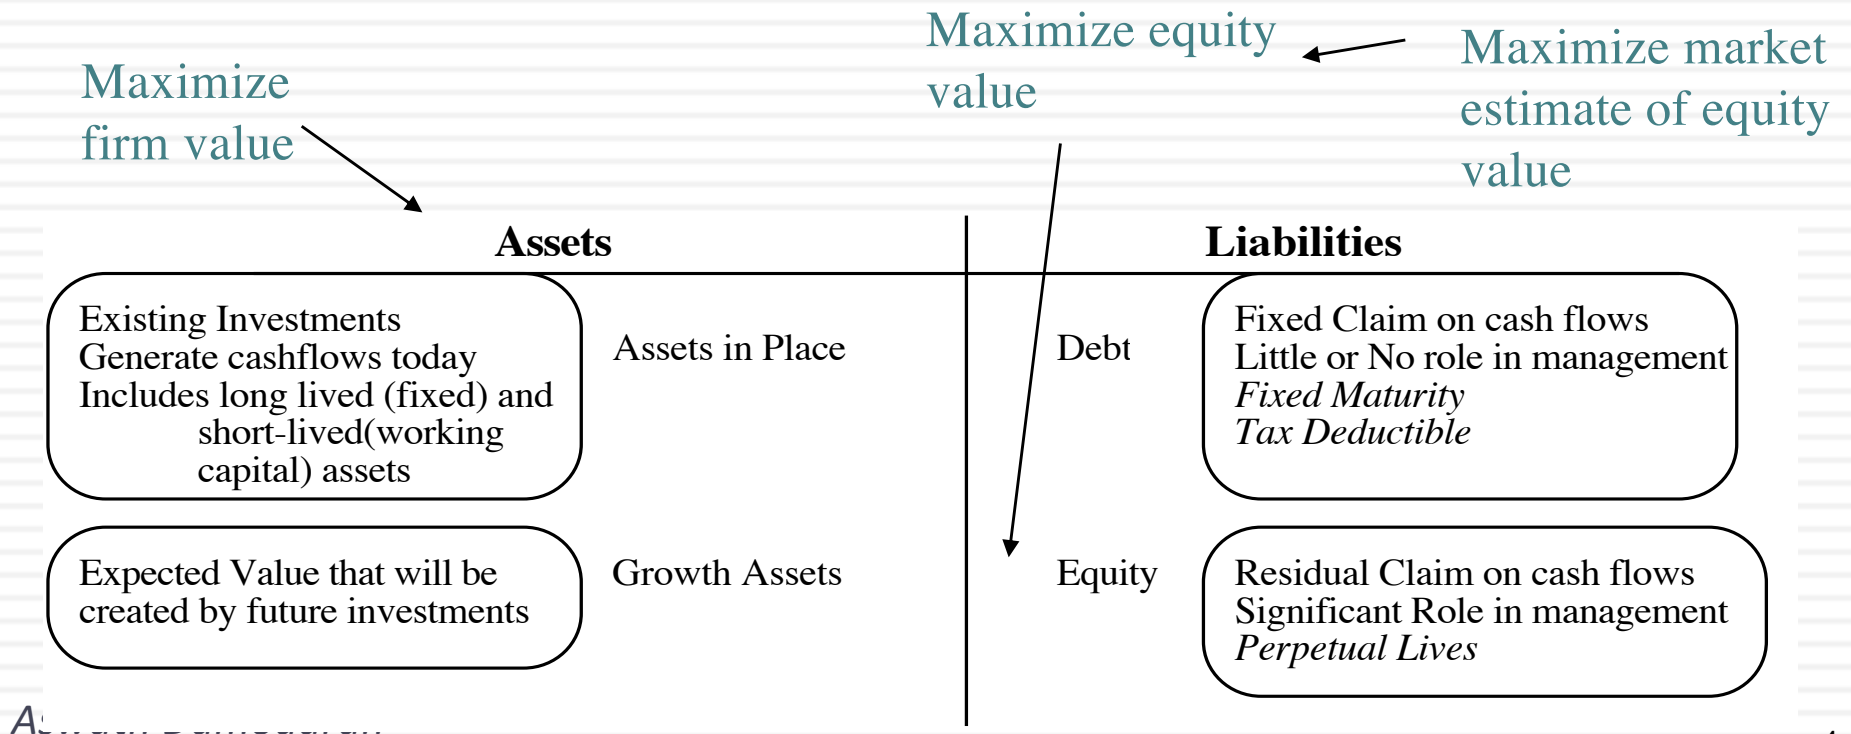 Maximize
firm value
Maximize equity
value
Maximize market
estimate of equity
value
Assets
Liabilities
Existing Investments
Generate cashflows today
Includes long lived (fixed) and
short-lived(working
capital) assets
Assets in Place
Debt
Fixed Claim on cash flows
Little or No role in management
Fixed Maturity
Tax Deductible
Expected Value that will be
created by future investments
Growth Assets
Equity
Residual Claim on cash flows
Significant Role in management
Perpetual Lives